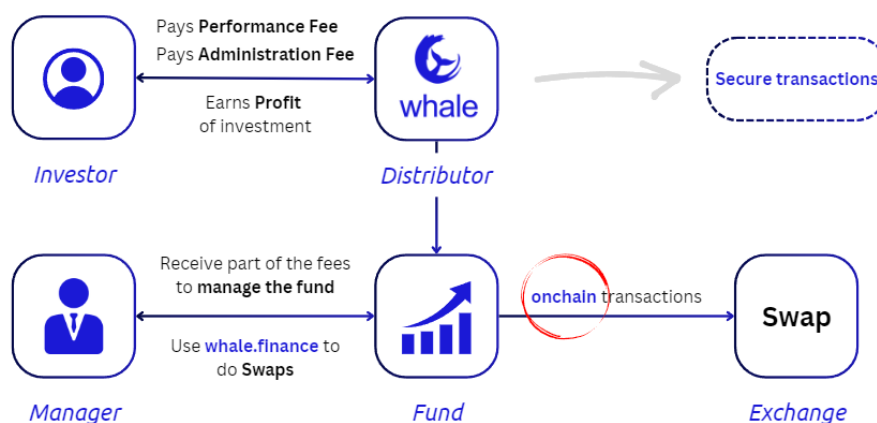 Pays Performance Fee
Pays Administration Fee
Earns Profit
of investment
whale
Secure transactions
Investor
Distributor
Receive part of the fees
to manage the fund
Use whale.finance to
do Swaps
onchain transactions
Swap
Manager
Fund
Exchange